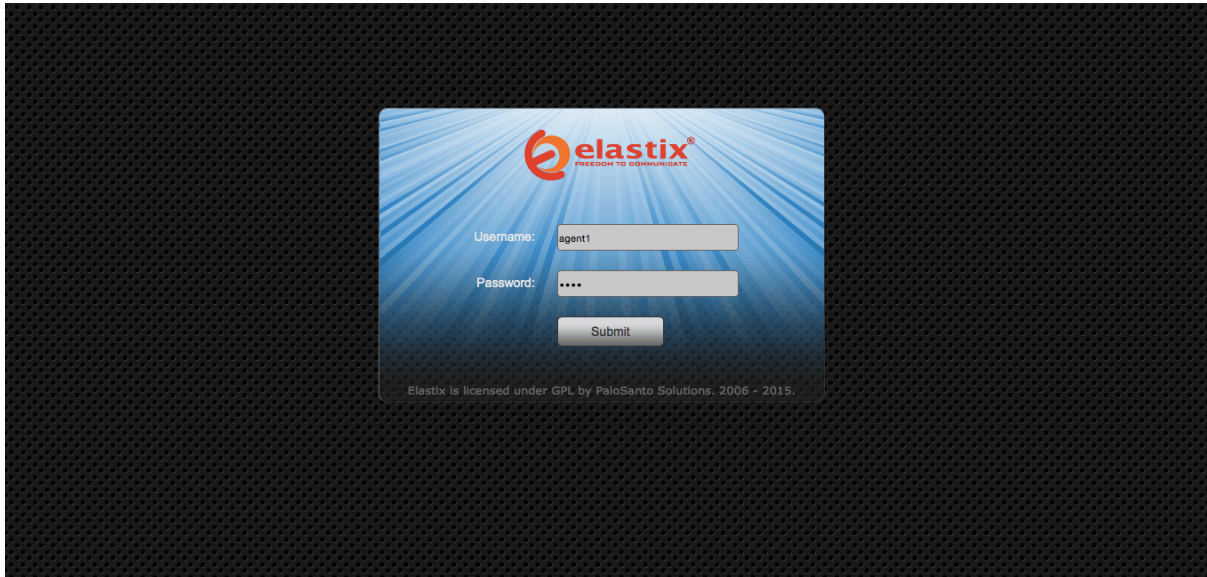 elastix®
FREEDOM TO COMMUNICATE
Username: agent1
Password: ••••
Submit
Elastix is licensed under GPL by PaloSanto Solutions. 2006 - 2015.